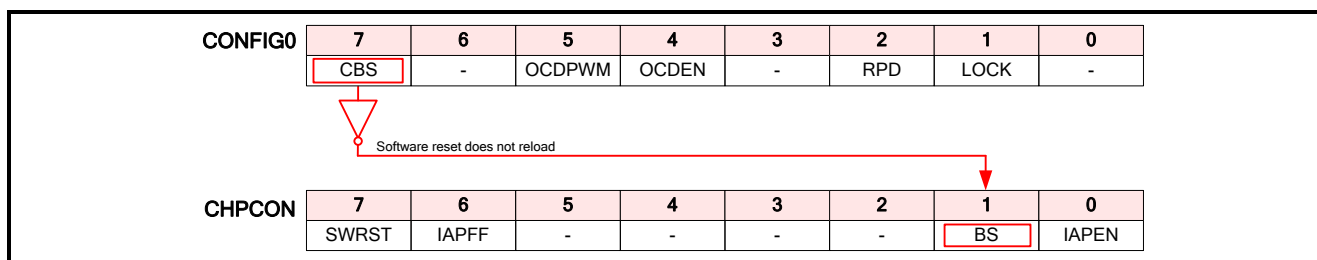 CONFIG0 7 6 5 4 3 2 1 0
CBS - OCDPWM OCDEN - RPD LOCK -
Software reset does not reload
CHPCON 7 6 5 4 3 2 1 0
SWRST IAPFF - - - - BS IAPEN